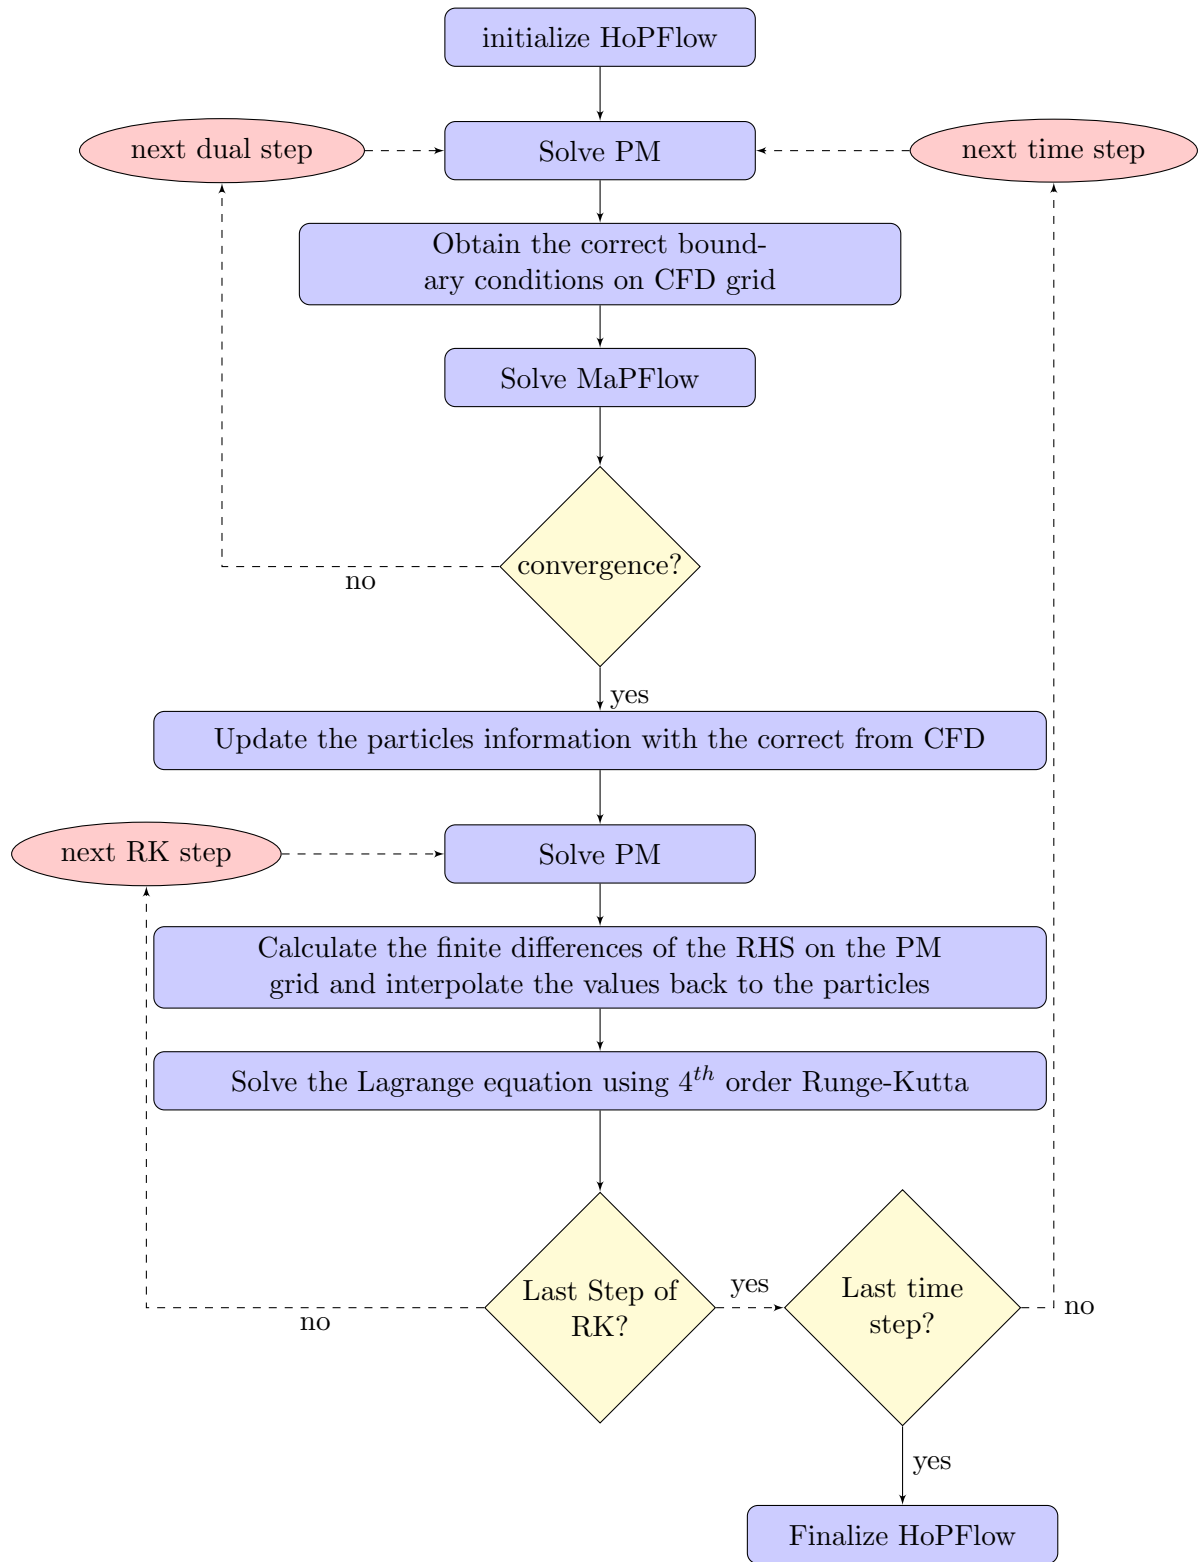 initialize HoPFlow
next dual step
Solve PM
next time step
Obtain the correct bound-
ary conditions on CFD grid
Solve MaPFlow
convergence?
no
yes
Update the particles information with the correct from CFD
next RK step
Solve PM
Calculate the finite differences of the RHS on the PM
grid and interpolate the values back to the particles
Solve the Lagrange equation using 4th order Runge-Kutta
Last Step of
RK?
no
yes
Last time
step?
no
yes
Finalize HoPFlow